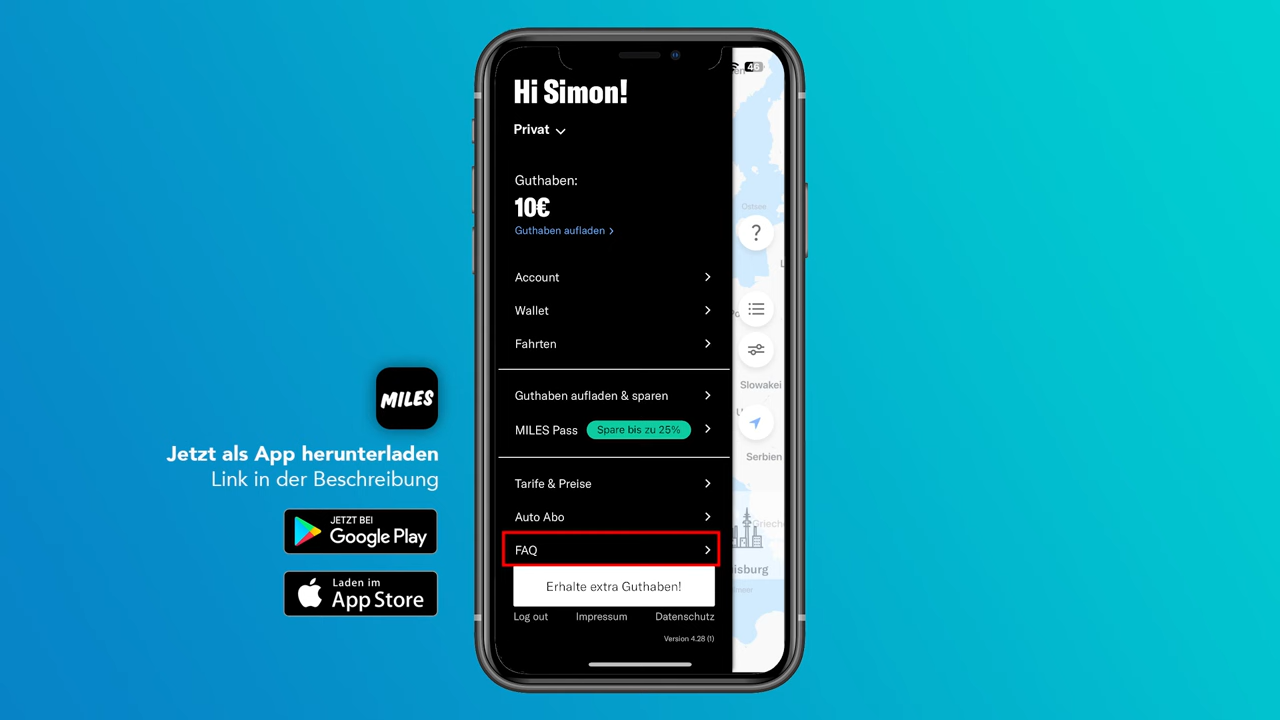 Hi Simon!
Privat
Guthaben:
10€
Guthaben aufladen
Account
Wallet
Fahrten
Guthaben aufladen & sparen
MILES Pass
Spare bis zu 25%
Tarife & Preise
Auto Abo
FAQ
Erhalte extra Guthaben!
Log out
Impressum
Datenschutz
Version 4.28 (1)
46
Ostsee
?
Slowakei
Serbien
MILES
Jetzt als App herunterladen
Link in der Beschreibung
JETZT BEI
Google Play
Laden im
App Store